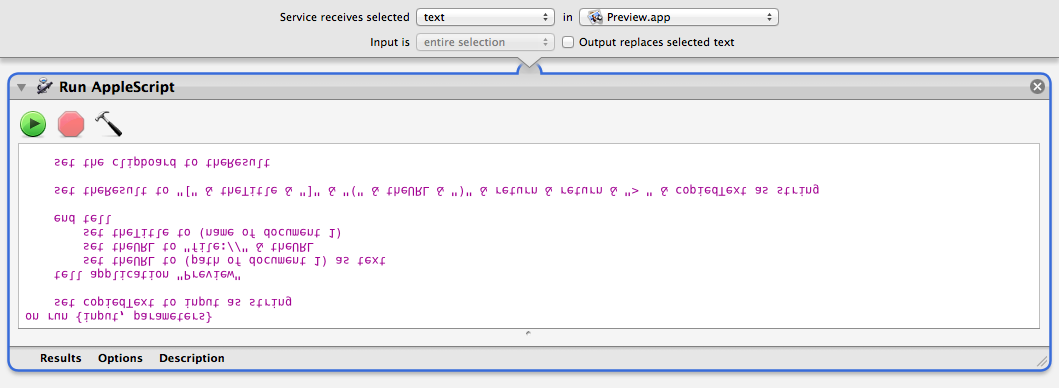 Service receives selected text in Preview.app
Input is entire selection Output replaces selected text
Run AppleScript
on run {input, parameters}
set copiedText to input as string
tell application "Preview"
set theURL to (path of document 1) as text
set theURL to "file://" & theURL
set theTitle to (name of document 1)
end tell
set theResult to "[" & theTitle & "]" & "(" & theURL & ")" & return & return & "> " & copiedText as string
set the clipboard to theResult
Results Options Description